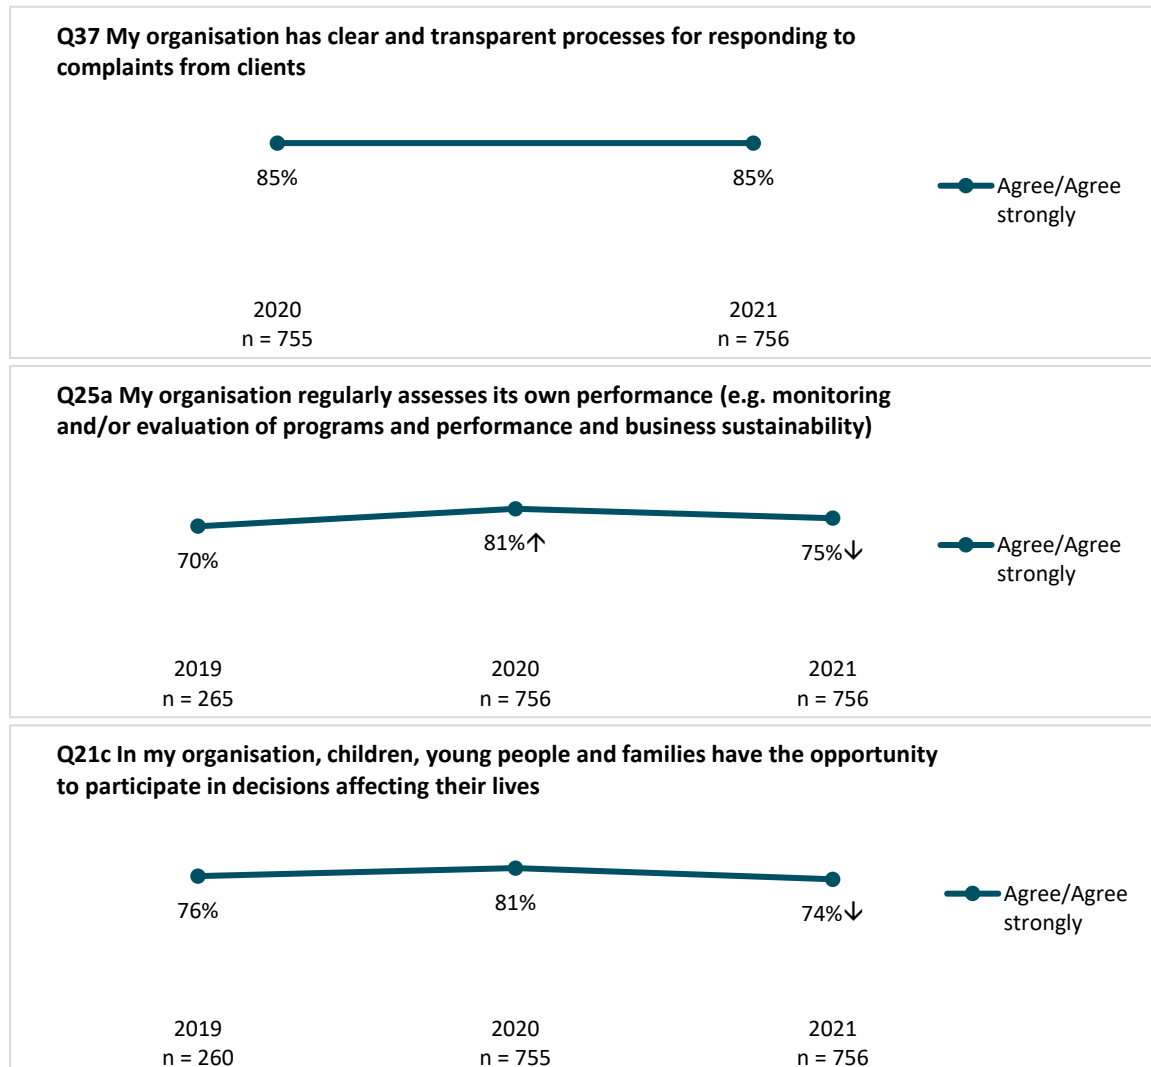 Q37 My organisation has clear and transparent processes for responding to
complaints from clients
85%
85%
Agree/Agree
strongly
2020
2021
n = 755
n = 756
Q25a My organisation regularly assesses its own performance (e.g. monitoring
and/or evaluation of programs and performance and business sustainability)
70%
81%↑
75%↓
Agree/Agree
strongly
2019
2020
2021
n = 265
n = 756
n = 756
Q21c In my organisation, children, young people and families have the opportunity
to participate in decisions affecting their lives
76%
81%
74%↓
Agree/Agree
strongly
2019
2020
2021
n = 260
n = 755
n = 756